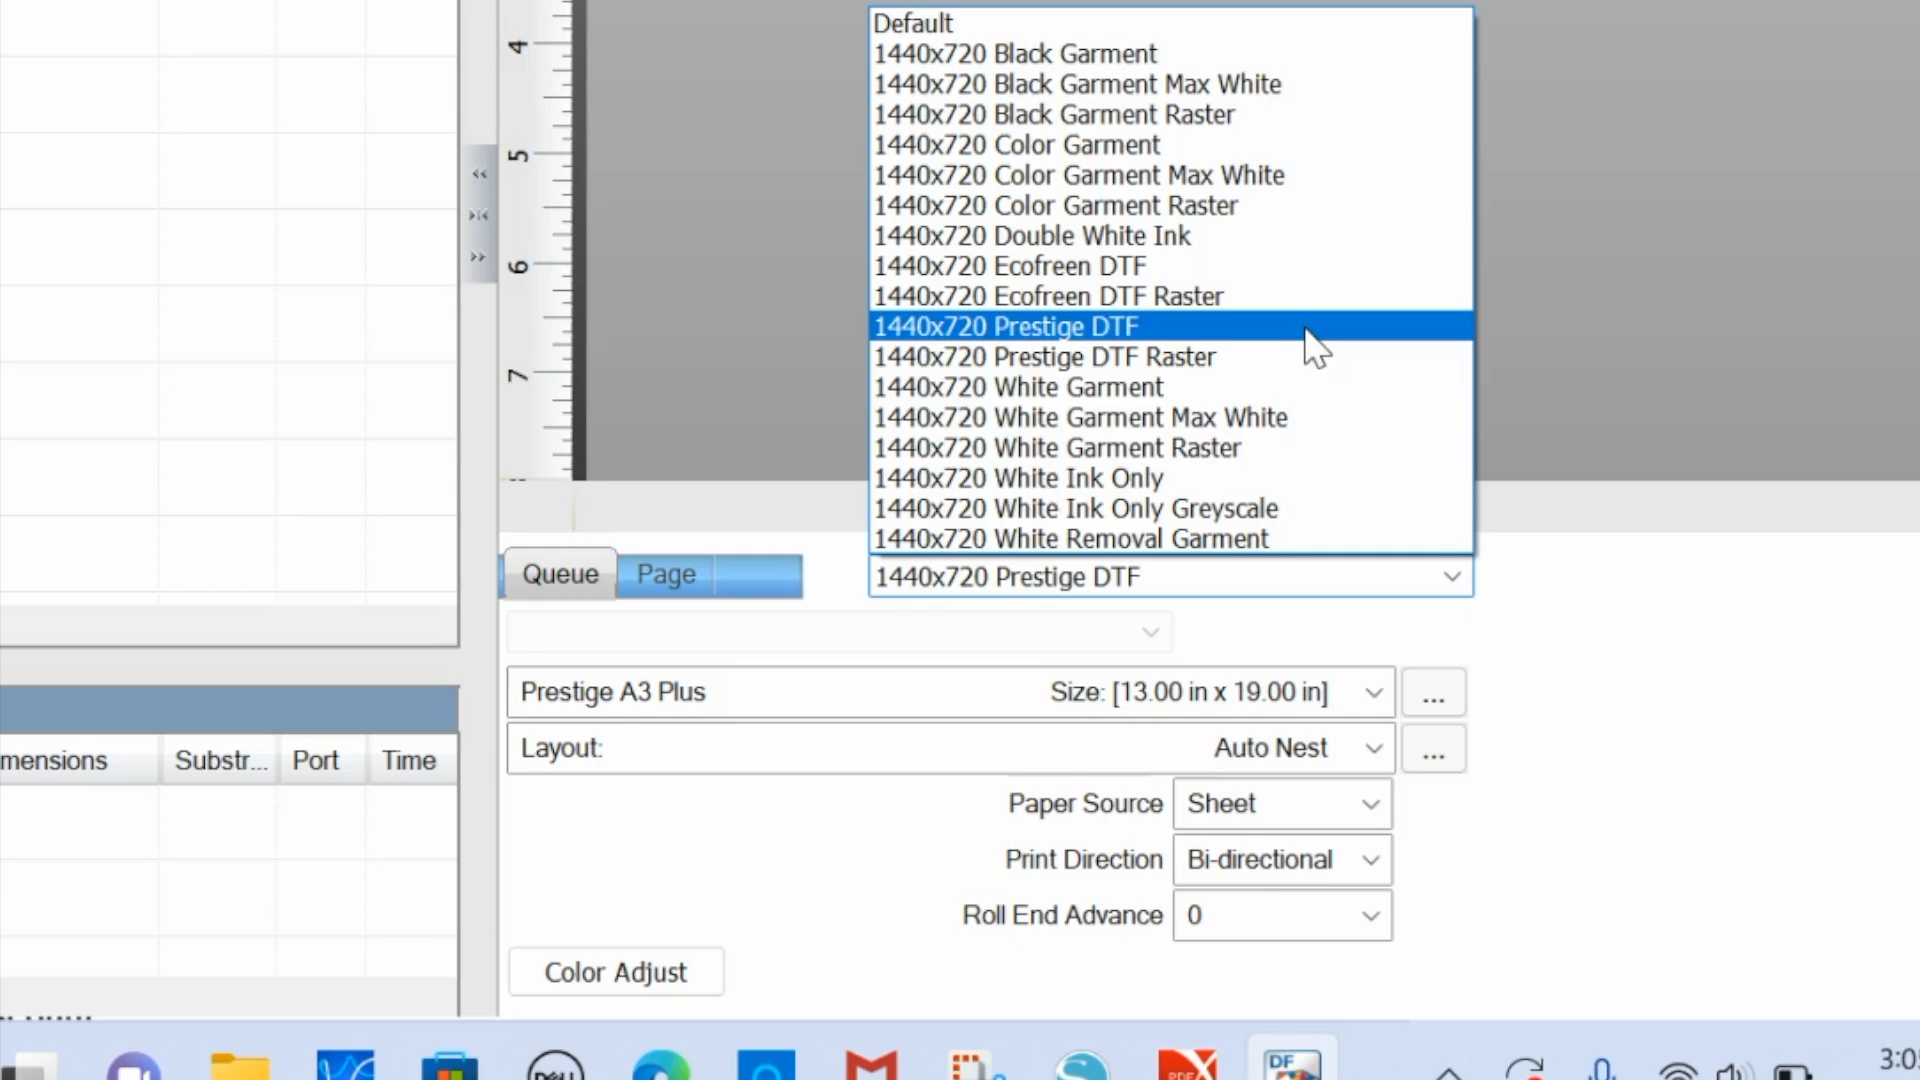 4
5
6
7
Default
1440x720 Black Garment
1440x720 Black Garment Max White
1440x720 Black Garment Raster
1440x720 Color Garment
1440x720 Color Garment Max White
1440x720 Color Garment Raster
1440x720 Double White Ink
1440x720 Ecofreen DTF
1440x720 Ecofreen DTF Raster
1440x720 Prestige DTF
1440x720 Prestige DTF Raster
1440x720 White Garment
1440x720 White Garment Max White
1440x720 White Garment Raster
1440x720 White Ink Only
1440x720 White Ink Only Greyscale
1440x720 White Removal Garment
Queue Page
1440x720 Prestige DTF
Prestige A3 Plus Size: [13.00 in x 19.00 in] ...
Layout: Auto Nest ...
Paper Source Sheet
Print Direction Bi-directional
Roll End Advance 0
Color Adjust
mensions Substr... Port Time
DELL
PDF
DF
3:0